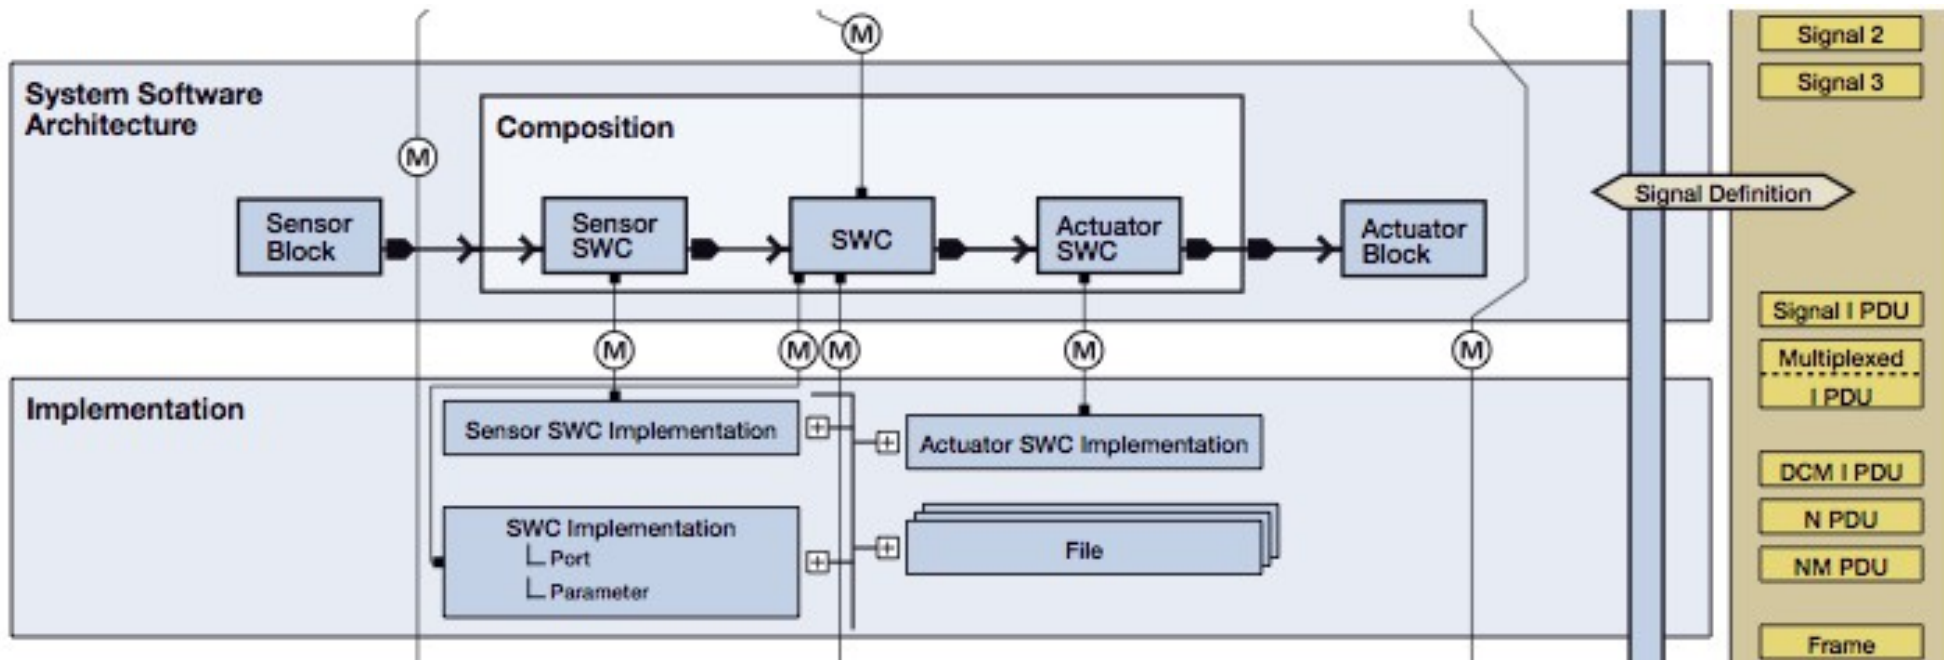 M
Signal 2
Signal 3
System Software
Architecture
Composition
M
Signal Definition
Sensor
Block
Sensor
SWC
SWC
Actuator
SWC
Actuator
Block
Signal I PDU
M
M
M
M
M
Multiplexed
I PDU
Implementation
Sensor SWC Implementation
Actuator SWC Implementation
DCM I PDU
SWC Implementation
Port
Parameter
File
N PDU
NM PDU
Frame